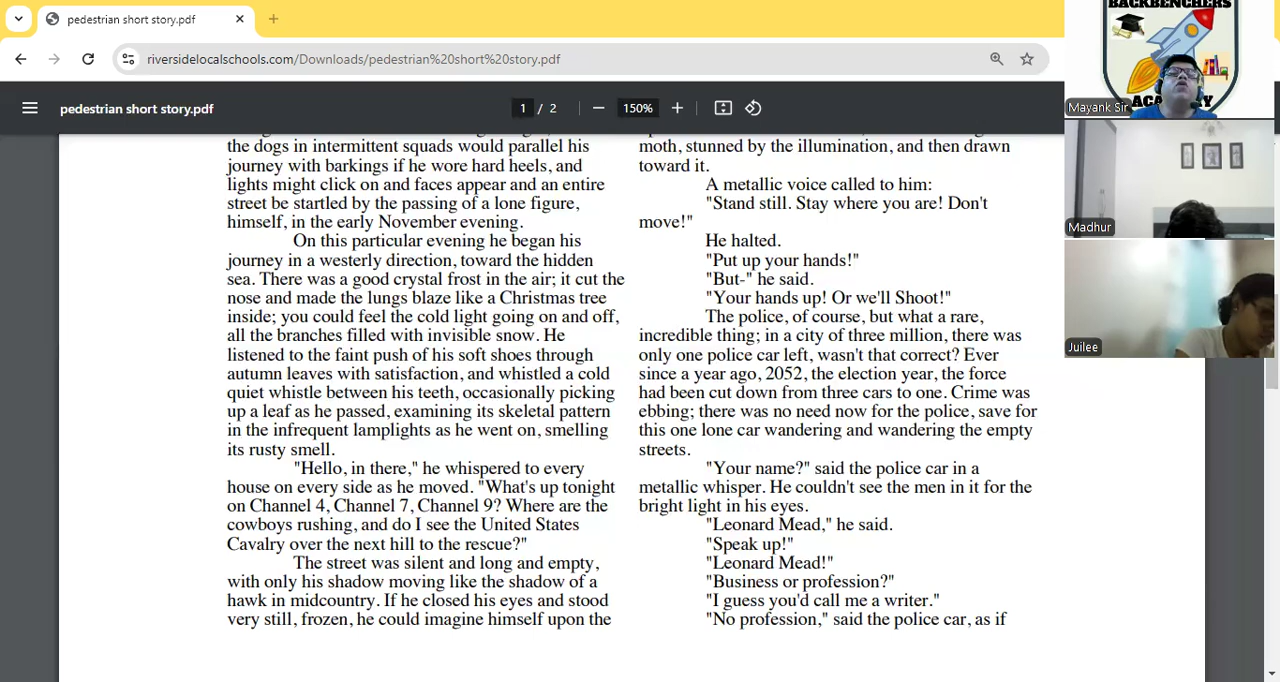 pedestrian short story.pdf
riversidelocalschools.com/Downloads/pedestrian%20short%20story.pdf
pedestrian short story.pdf
1 / 2
150%
BACKBENCHERS
Mayank Sir
Madhur
Juilee
the dogs in intermittent squads would parallel his
journey with barkings if he wore hard heels, and
lights might click on and faces appear and an entire
street be startled by the passing of a lone figure,
himself, in the early November evening.
On this particular evening he began his
journey in a westerly direction, toward the hidden
sea. There was a good crystal frost in the air; it cut the
nose and made the lungs blaze like a Christmas tree
inside; you could feel the cold light going on and off,
all the branches filled with invisible snow. He
listened to the faint push of his soft shoes through
autumn leaves with satisfaction, and whistled a cold
quiet whistle between his teeth, occasionally picking
up a leaf as he passed, examining its skeletal pattern
in the infrequent lamplights as he went on, smelling
its rusty smell.
"Hello, in there," he whispered to every
house on every side as he moved. "What's up tonight
on Channel 4, Channel 7, Channel 9? Where are the
cowboys rushing, and do I see the United States
Cavalry over the next hill to the rescue?"
The street was silent and long and empty,
with only his shadow moving like the shadow of a
hawk in midcountry. If he closed his eyes and stood
very still, frozen, he could imagine himself upon the
moth, stunned by the illumination, and then drawn
toward it.
A metallic voice called to him:
"Stand still. Stay where you are! Don't
move!"
He halted.
"Put up your hands!"
"But-" he said.
"Your hands up! Or we'll Shoot!"
The police, of course, but what a rare,
incredible thing; in a city of three million, there was
only one police car left, wasn't that correct? Ever
since a year ago, 2052, the election year, the force
had been cut down from three cars to one. Crime was
ebbing; there was no need now for the police, save for
this one lone car wandering and wandering the empty
streets.
"Your name?" said the police car in a
metallic whisper. He couldn't see the men in it for the
bright light in his eyes.
"Leonard Mead," he said.
"Speak up!"
"Leonard Mead!"
"Business or profession?"
"I guess you'd call me a writer."
"No profession," said the police car, as if